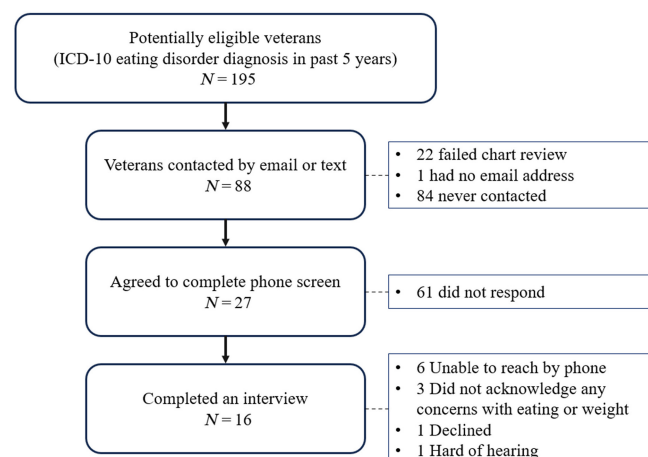 Potentially eligible veterans
(ICD-10 eating disorder diagnosis in past 5 years)
N = 195
Veterans contacted by email or text
N = 88
• 22 failed chart review
• 1 had no email address
• 84 never contacted
Agreed to complete phone screen
N = 27
• 61 did not respond
Completed an interview
N = 16
• 6 Unable to reach by phone
• 3 Did not acknowledge any
concerns with eating or weight
• 1 Declined
• 1 Hard of hearing